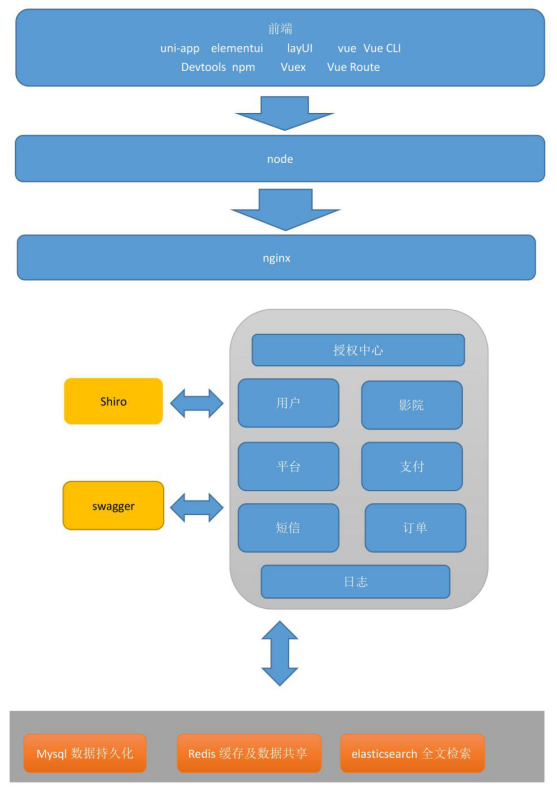 前端
uni-app elementui layUI vue Vue CLI
Devtools npm Vuex Vue Route
node
nginx
授权中心
Shiro
用户
影院
平台
支付
swagger
短信
订单
日志
Mysql 数据持久化
Redis 缓存及数据共享
elasticsearch 全文检索